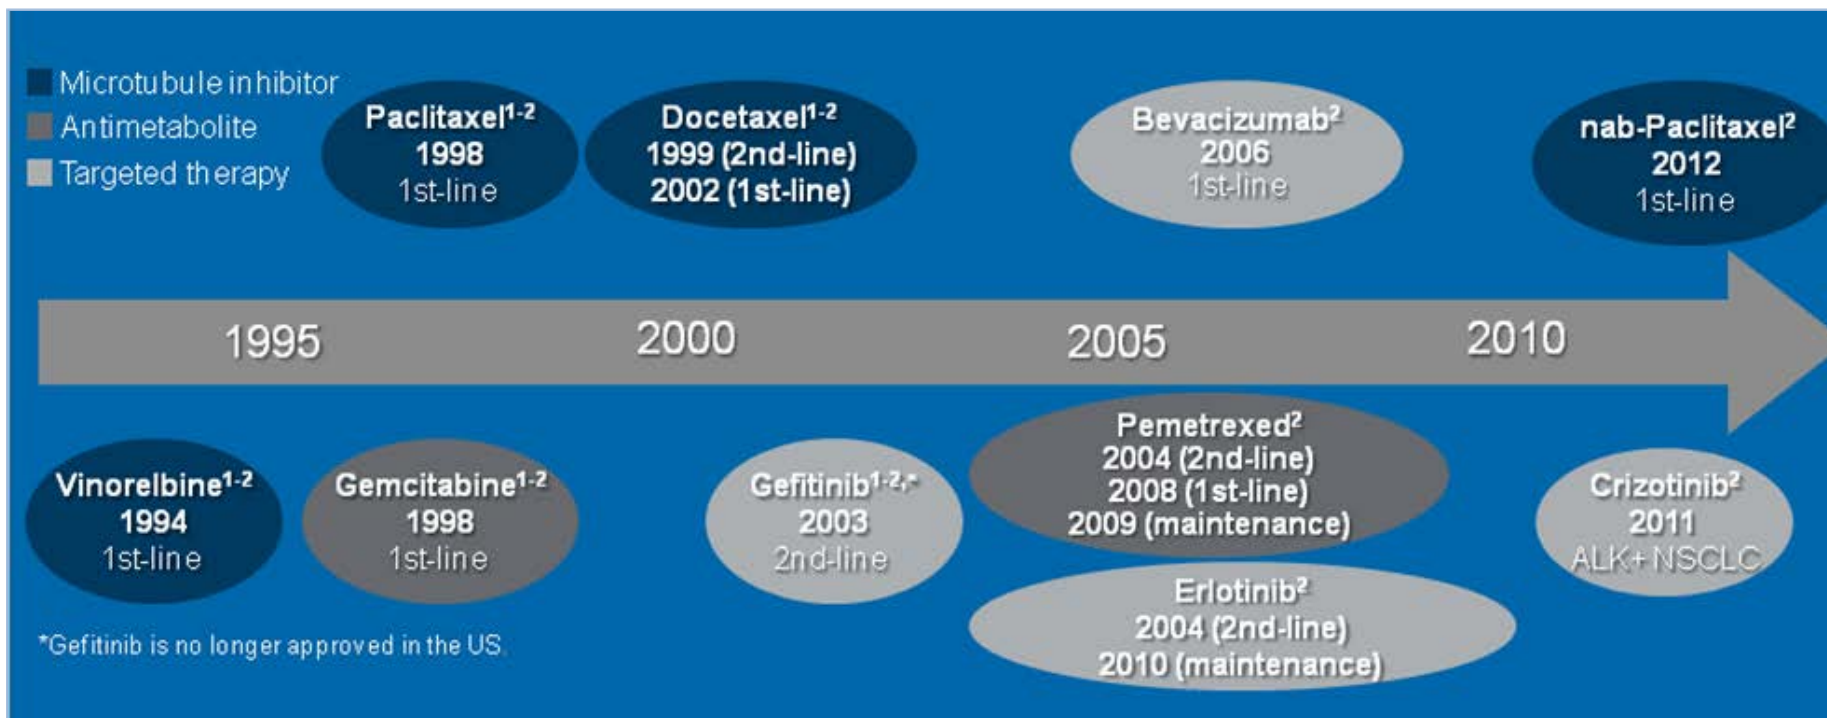 Microtubule inhibitor
Antimetabolite
Targeted therapy
Paclitaxel¹⁻²
1998
1st-line
Docetaxel¹⁻²
1999 (2nd-line)
2002 (1st-line)
Bevacizumab²
2006
1st-line
nab-Paclitaxel²
2012
1st-line
1995
2000
2005
2010
Vinorelbine¹⁻²
1994
1st-line
Gemcitabine¹⁻²
1998
1st-line
Gefitinib¹⁻²,*
2003
2nd-line
Pemetrexed²
2004 (2nd-line)
2008 (1st-line)
2009 (maintenance)
Erlotinib²
2004 (2nd-line)
2010 (maintenance)
Crizotinib²
2011
ALK+ NSCLC
*Gefitinib is no longer approved in the US.